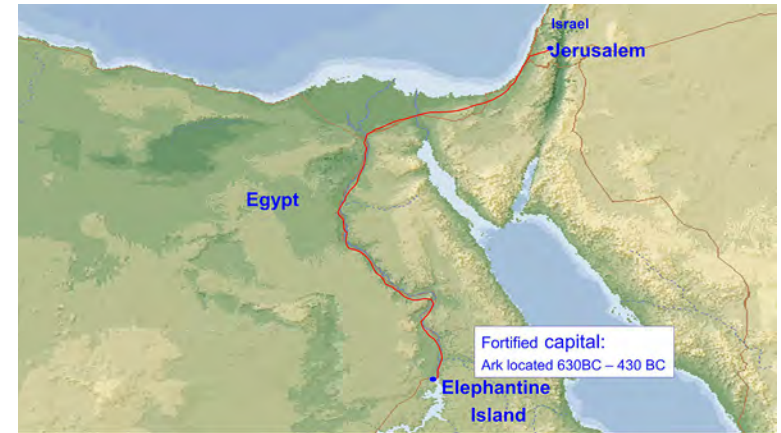 Israel
Jerusalem
Egypt
Fortified capital:
Ark located 630BC – 430 BC
Elephantine
Island